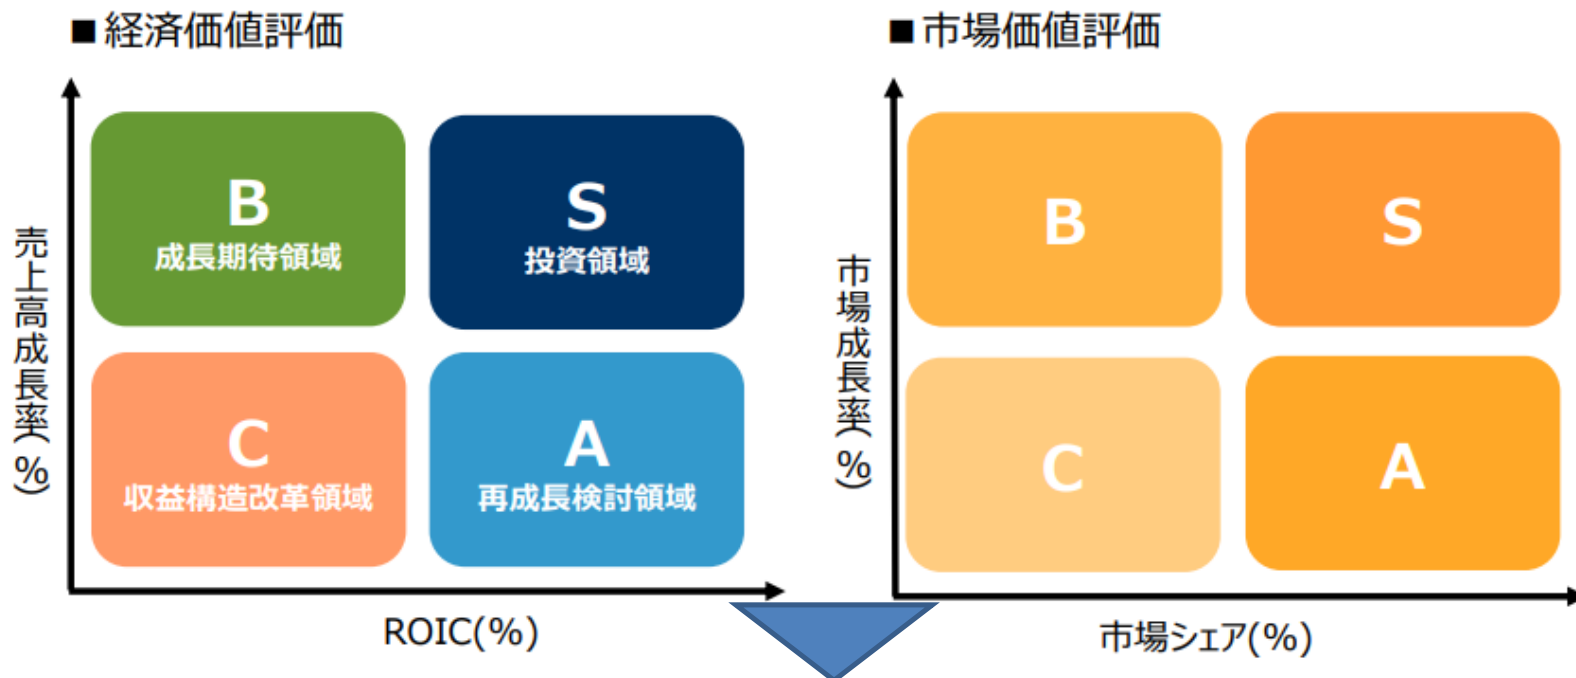 ■経済価値評価
売上高成長率(%)
B
成長期待領域
S
投資領域
C
収益構造改革領域
A
再成長検討領域
ROIC(%)
■市場価値評価
市場成長率(%)
B
S
C
A
市場シェア(%)